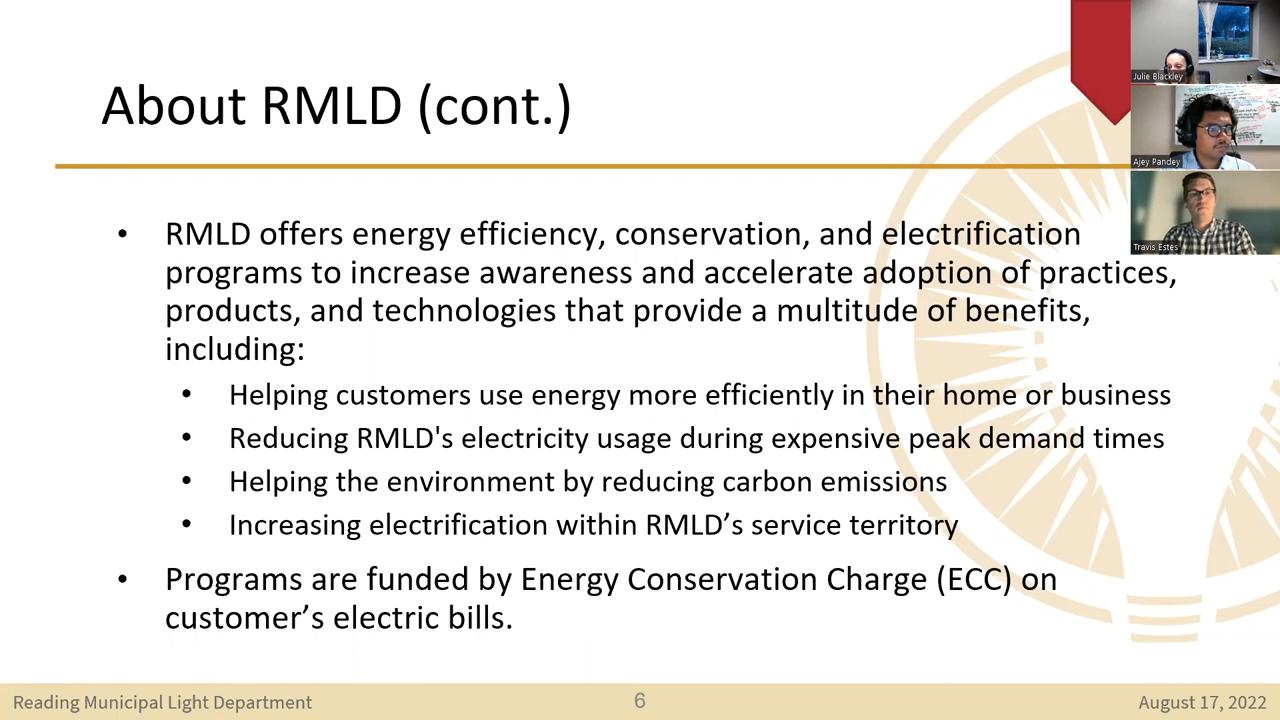 About RMLD (cont.)
Julie Blackley
Ajey Pandey
Travis Estes
• RMLD offers energy efficiency, conservation, and electrification
programs to increase awareness and accelerate adoption of practices,
products, and technologies that provide a multitude of benefits,
including:
• Helping customers use energy more efficiently in their home or business
• Reducing RMLD's electricity usage during expensive peak demand times
• Helping the environment by reducing carbon emissions
• Increasing electrification within RMLD’s service territory
• Programs are funded by Energy Conservation Charge (ECC) on
customer’s electric bills.
Reading Municipal Light Department
6
August 17, 2022